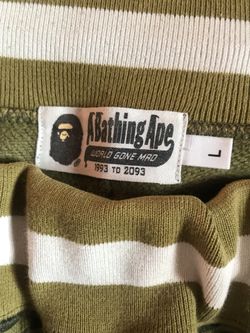 A Bathing Ape
WORLD GONE MAD
1993 TO 2093
L